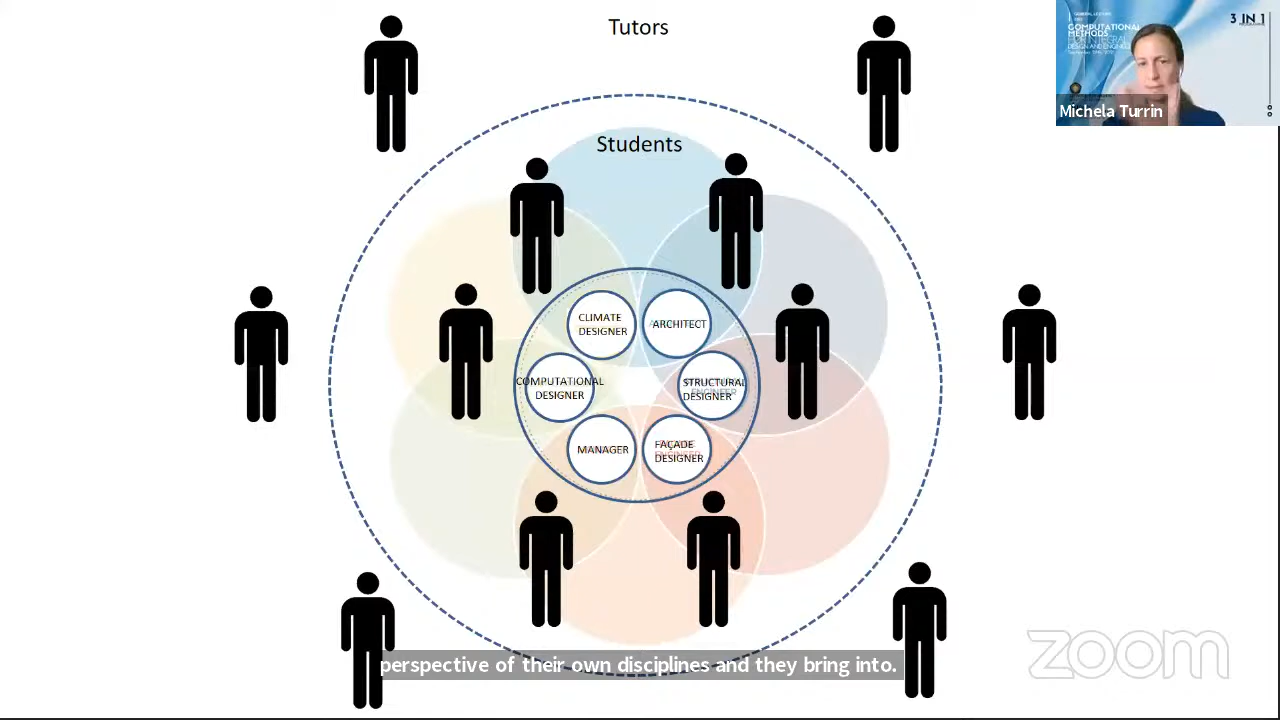 Tutors
3 IN 1
COMPUTATIONAL
METHODS
Michela Turrin
Students
CLIMATE
DESIGNER
ARCHITECT
COMPUTATIONAL
DESIGNER
STRUCTURAL
ENGINEER
DESIGNER
MANAGER
FAÇADE
DESIGNER
perspective of their own disciplines and they bring into.
zoom